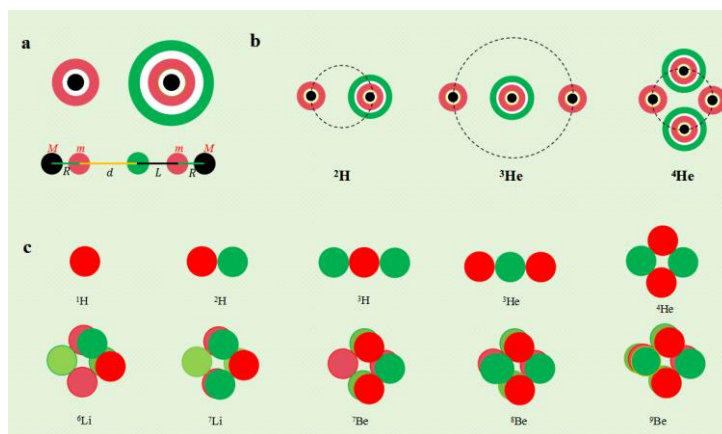 a
b
M
m
m
M
R
d
L
R
²H
³He
⁴He
c
¹H
²H
³H
³He
⁴He
⁶Li
⁷Li
⁷Be
⁸Be
⁹Be